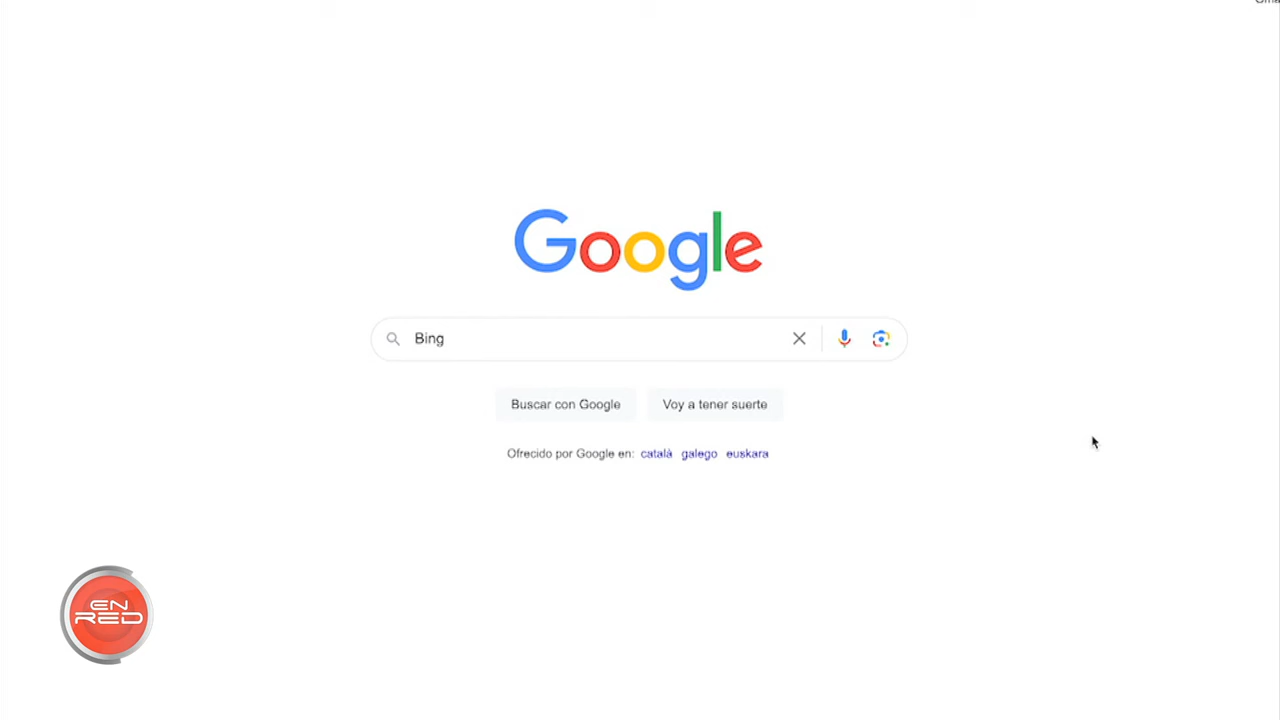 Google
Bing
Buscar con Google
Voy a tener suerte
Ofrecido por Google en: català galego euskara
EN
RED